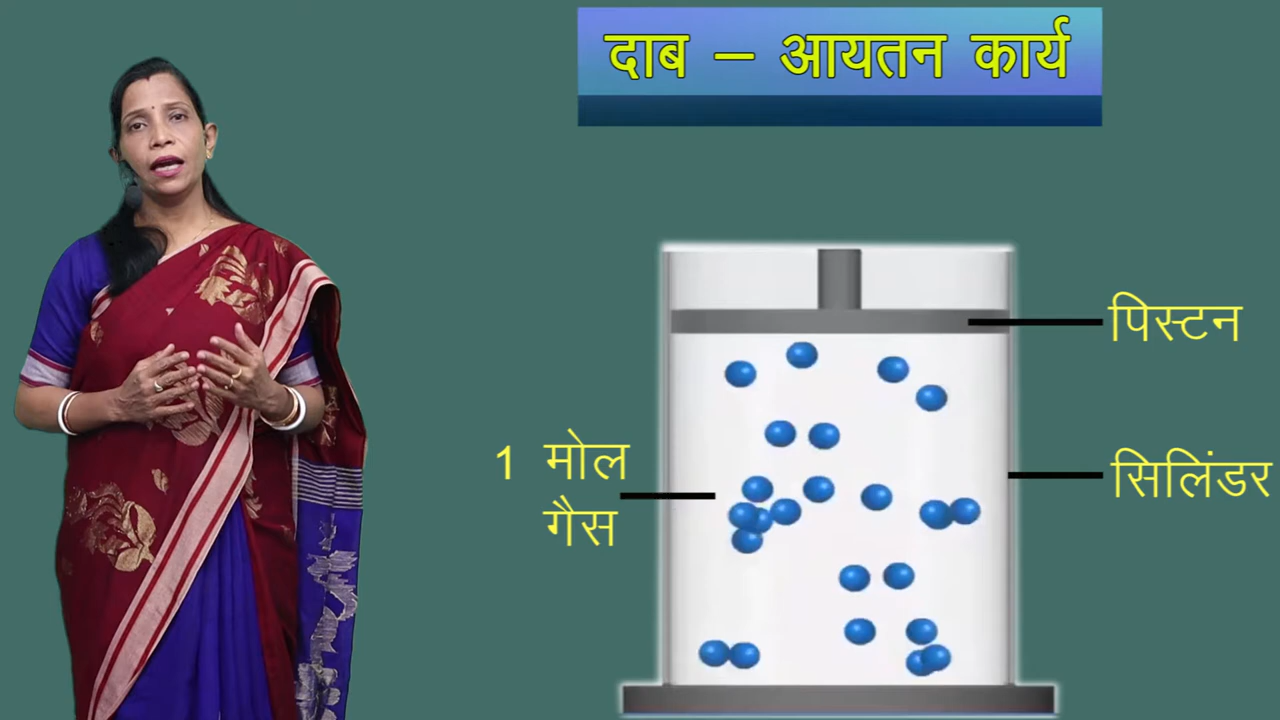 दाब – आयतन कार्य
पिस्टन
1 मोल
गैस
सिलिंडर